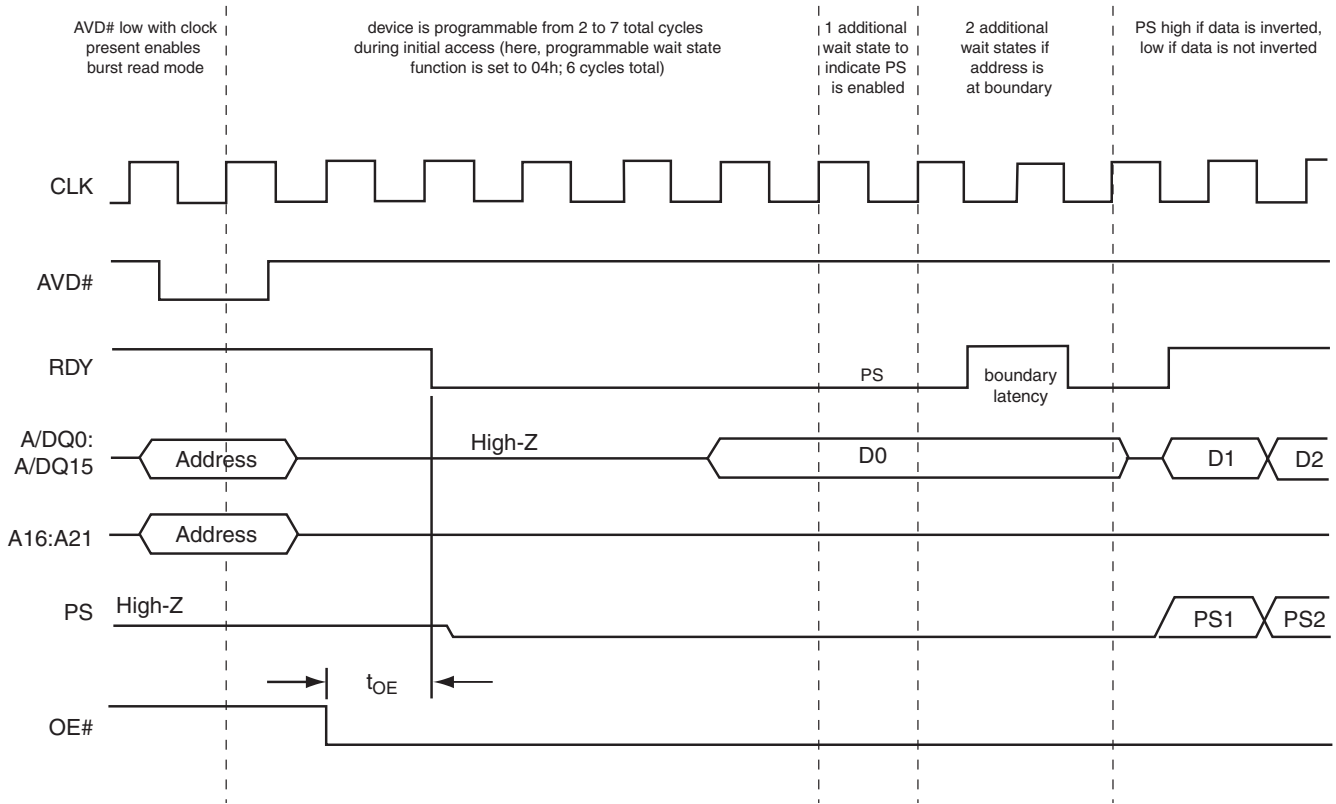 AVD# low with clock
present enables
burst read mode
device is programmable from 2 to 7 total cycles
during initial access (here, programmable wait state
function is set to 04h; 6 cycles total)
1 additional
wait state to
indicate PS
is enabled
2 additional
wait states if
address is
at boundary
PS high if data is inverted,
low if data is not inverted
CLK
AVD#
RDY
PS
boundary
latency
A/DQ0:
A/DQ15
Address
High-Z
D0
D1
D2
A16:A21
Address
PS
High-Z
PS1
PS2
tOE
OE#